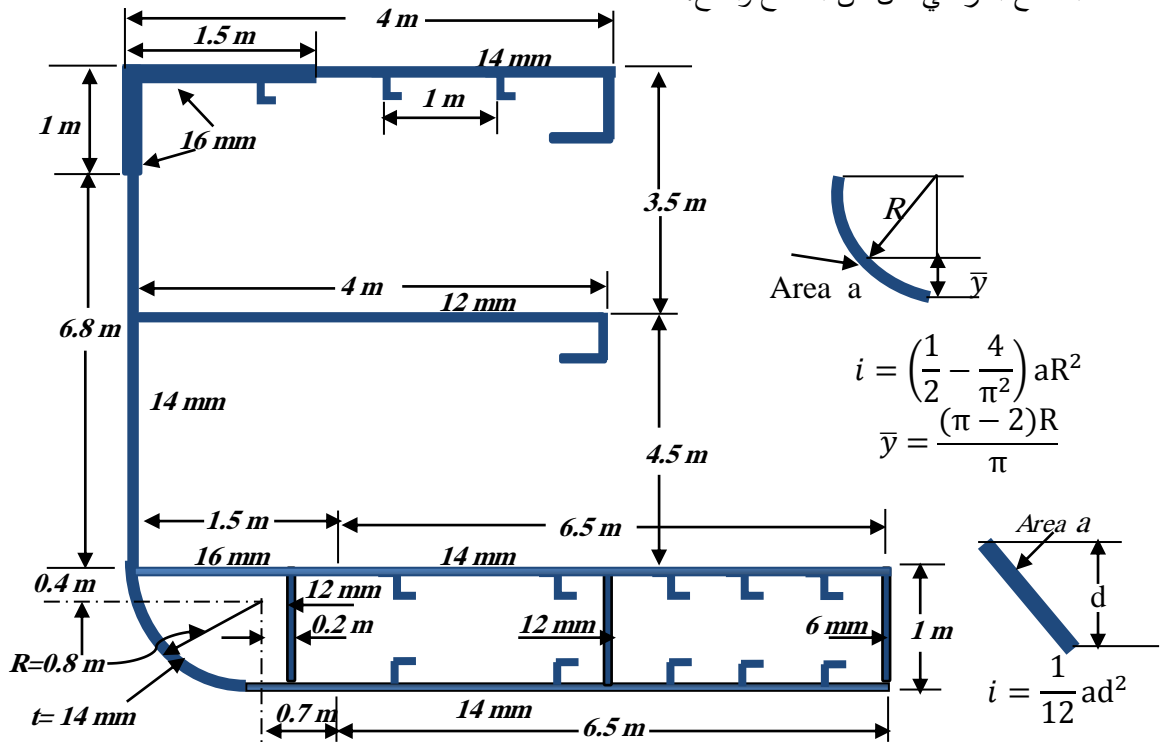 4 m
1.5 m
14 mm
1 m
1 m
16 mm
3.5 m
R
Area a
y̅
4 m
12 mm
6.8 m
i = (1/2 − 4/π²) aR²
y̅ = (π − 2)R/π
14 mm
4.5 m
1.5 m
6.5 m
16 mm
14 mm
Area a
0.4 m
12 mm
d
0.2 m
12 mm
6 mm
1 m
R=0.8 m
i = 1/12 ad²
t= 14 mm
0.7 m
14 mm
6.5 m